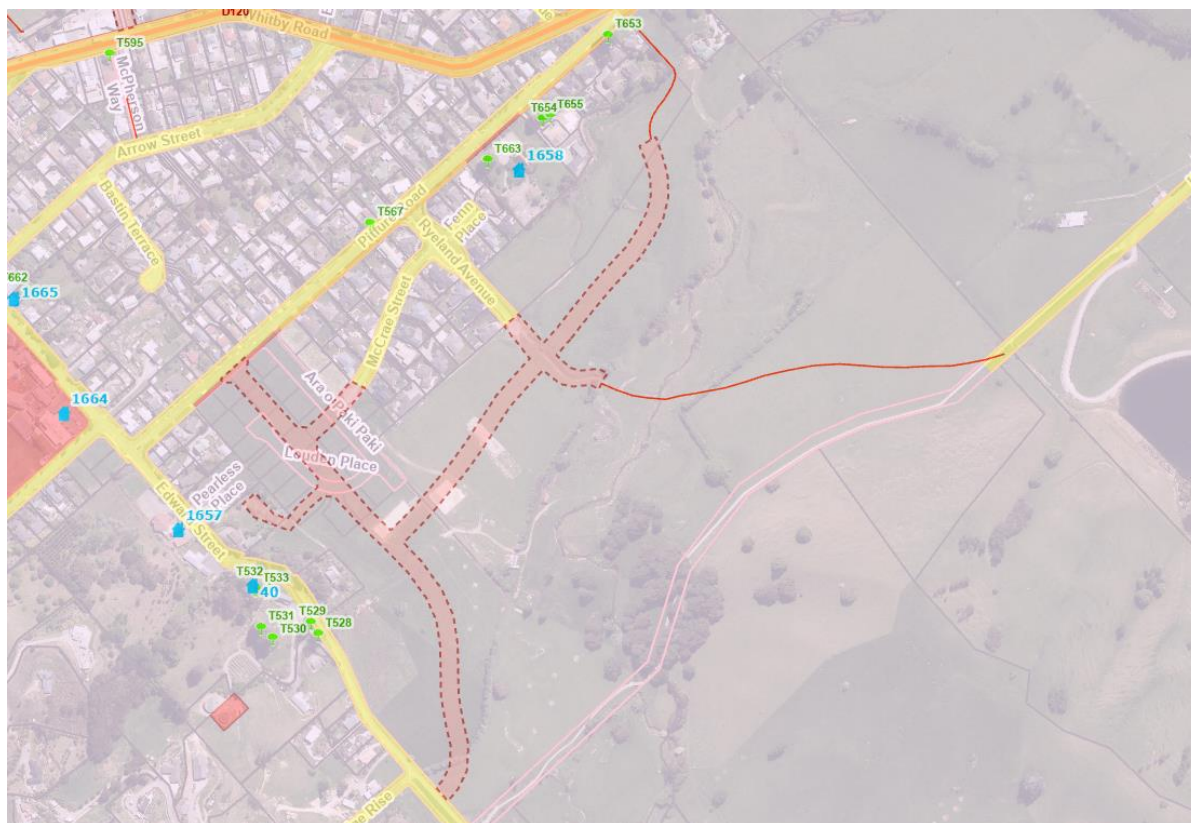 D120
Whitby Road
T653
T595
McPherson
Way
T654
T655
Arrow Street
T663
1658
Bastin Terrace
T567
Pitfure Road
Fenn
Place
Ryeland Avenue
T662
1665
McCrae Street
1664
Ara o Paki Paki
Louden Place
Pearless
Place
1657
Edward Street
T532
T533
40
T531
T529
T530
T528
Rise